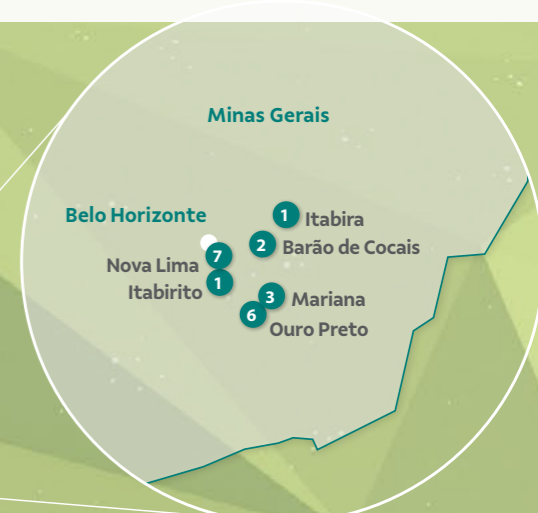 Minas Gerais
Belo Horizonte
1 Itabira
2 Barão de Cocais
7
Nova Lima
1
Itabirito
3 Mariana
6
Ouro Preto